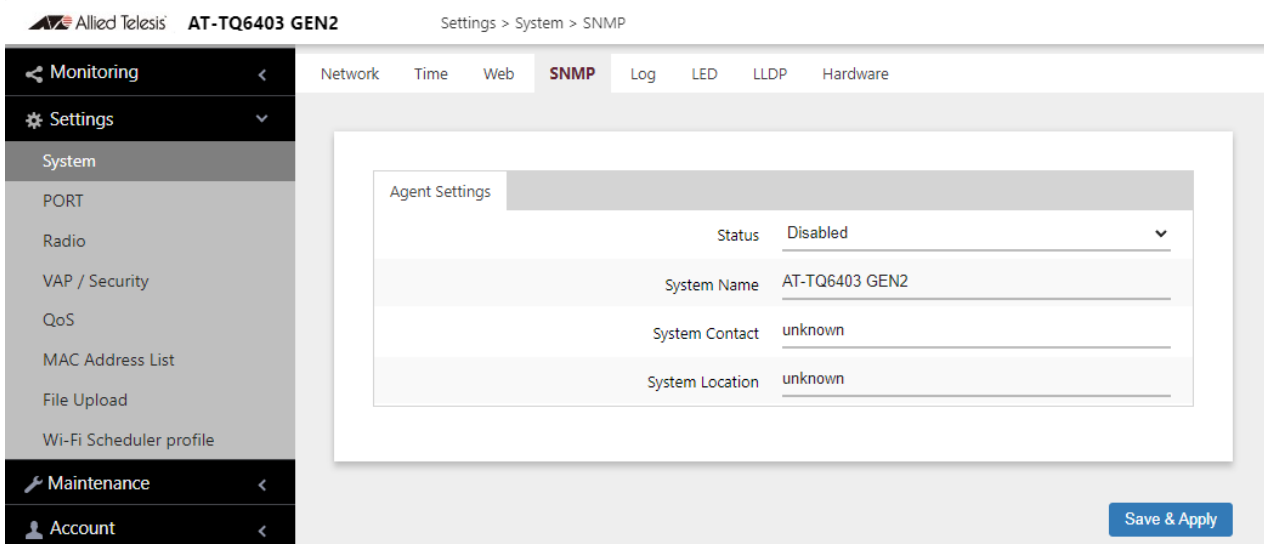 Allied Telesis AT-TQ6403 GEN2 Settings > System > SNMP
Monitoring
Network Time Web SNMP Log LED LLDP Hardware
Settings
System
PORT
Radio
VAP / Security
QoS
MAC Address List
File Upload
Wi-Fi Scheduler profile
Maintenance
Account
Agent Settings
Status Disabled
System Name AT-TQ6403 GEN2
System Contact unknown
System Location unknown
Save & Apply